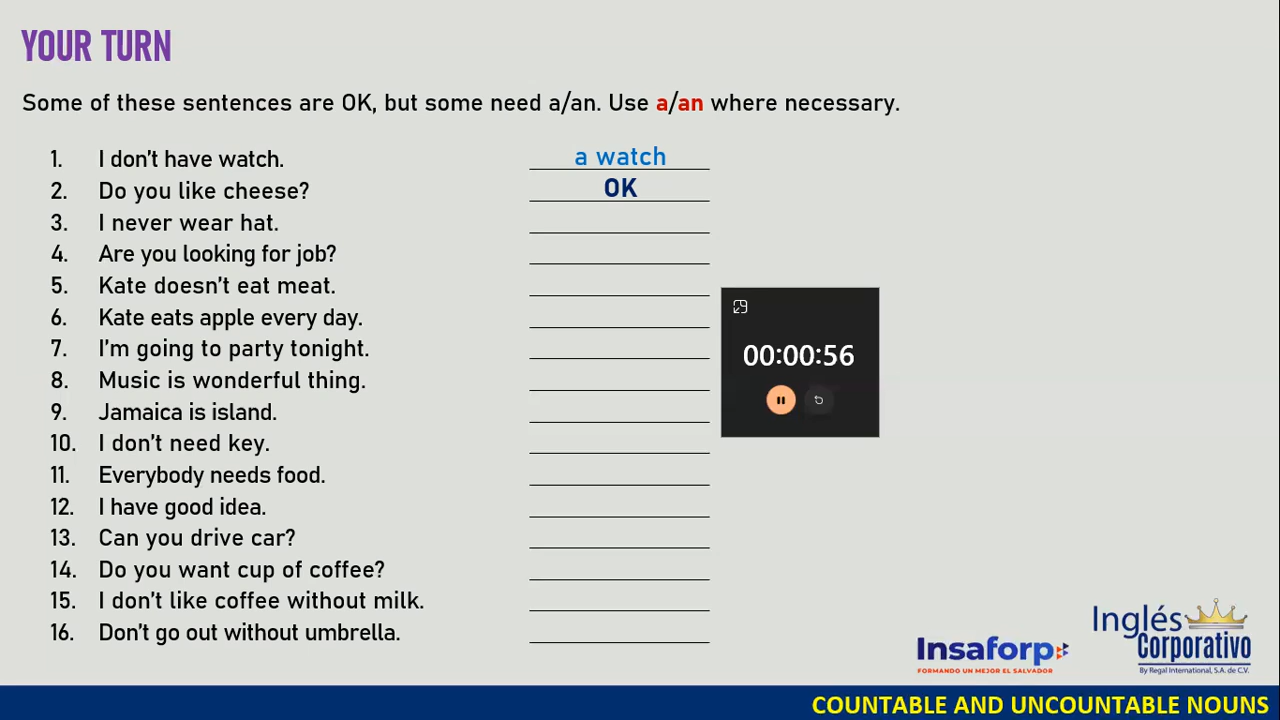 YOUR TURN
Some of these sentences are OK, but some need a/an. Use a/an where necessary.
1. I don't have watch. a watch
2. Do you like cheese? OK
3. I never wear hat.
4. Are you looking for job?
5. Kate doesn't eat meat.
6. Kate eats apple every day.
7. I'm going to party tonight.
8. Music is wonderful thing.
9. Jamaica is island.
10. I don't need key.
11. Everybody needs food.
12. I have good idea.
13. Can you drive car?
14. Do you want cup of coffee?
15. I don't like coffee without milk.
16. Don't go out without umbrella.
00:00:56
Insaforp
FORMANDO UN MEJOR EL SALVADOR
Inglés
Corporativo
By Regal International, S.A. de C.V.
COUNTABLE AND UNCOUNTABLE NOUNS